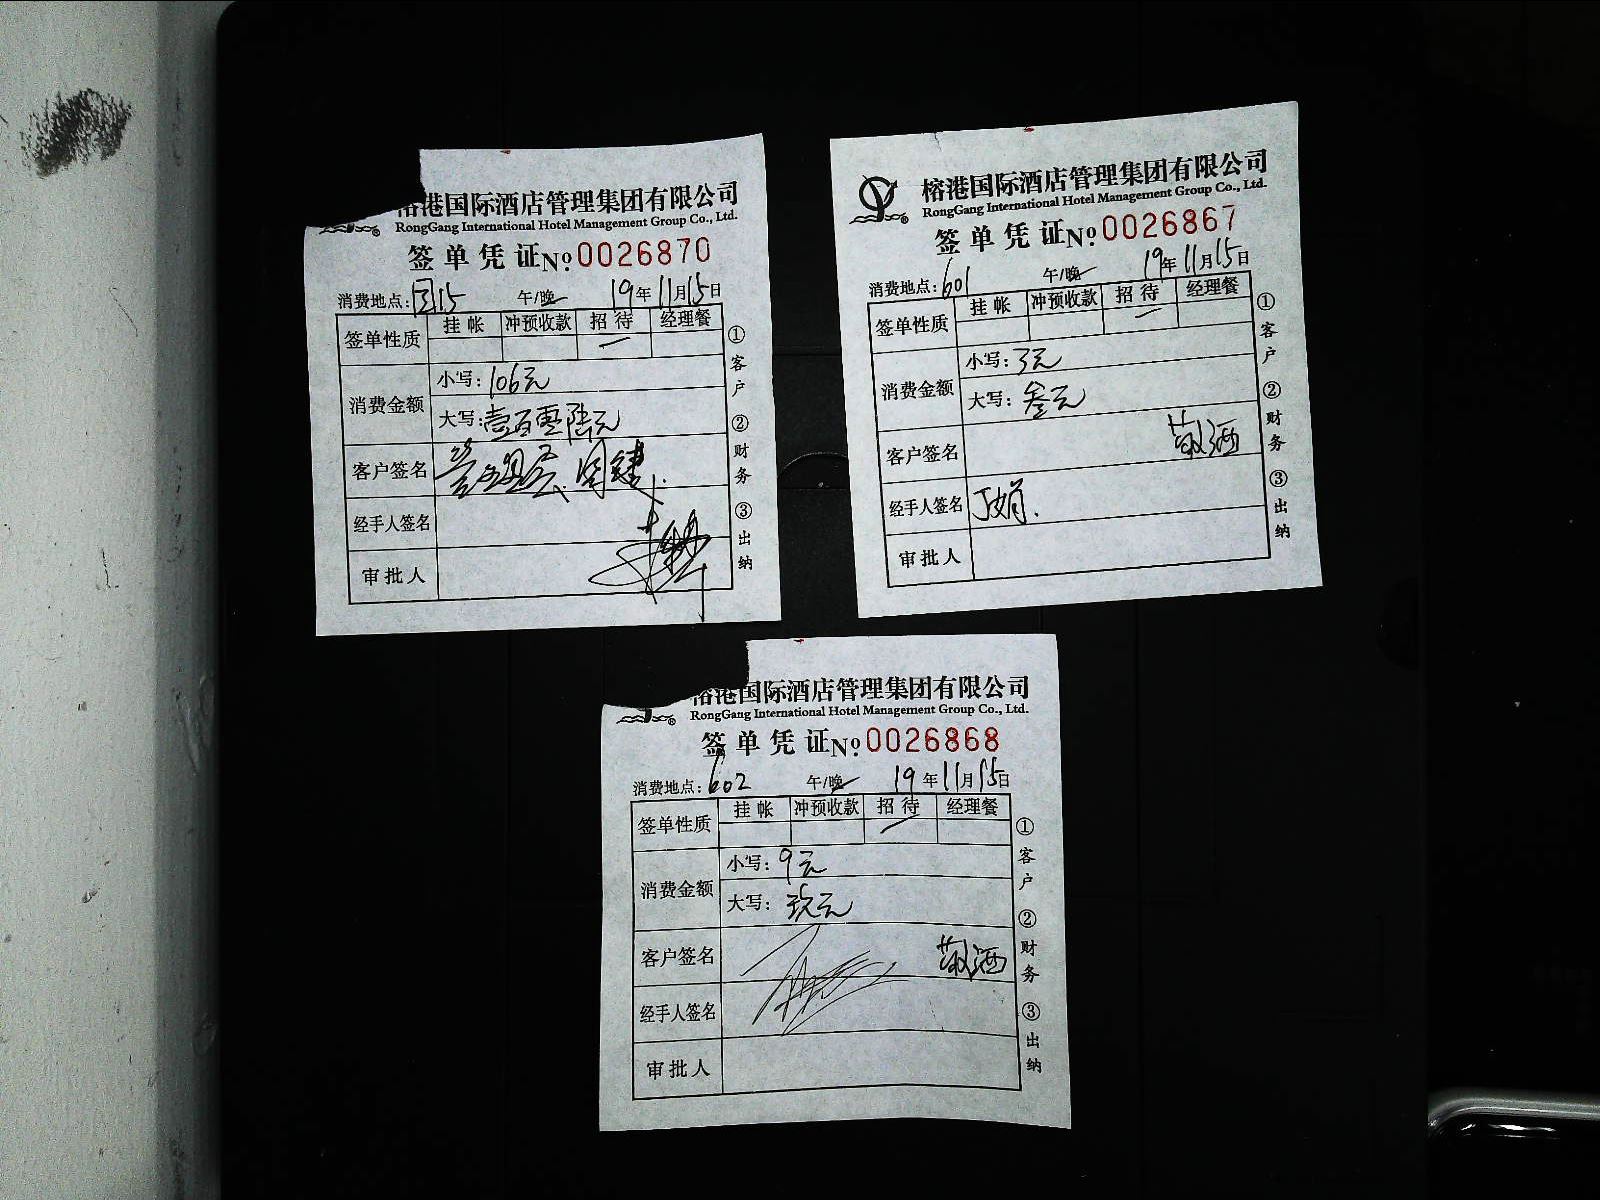 港国际酒店管理集团有限公司
RongGang International Hotel Management Group Co., Ltd.
签单凭证 No 0026870
消费地点: 15 午/晚 19年11月15日
签单性质 挂帐 冲预收款 招待 经理餐
消费金额 小写: 106元
大写: 壹百零陆元
客户签名
经手人签名
审批人
①客户 ②财务 ③出纳
榕港国际酒店管理集团有限公司
RongGang International Hotel Management Group Co., Ltd.
签单凭证 No 0026867
消费地点: 601 午/晚 19年11月15日
签单性质 挂帐 冲预收款 招待 经理餐
消费金额 小写: 3元
大写: 叁元
客户签名 敬酒
经手人签名 丁娟.
审批人
①客户 ②财务 ③出纳
港国际酒店管理集团有限公司
RongGang International Hotel Management Group Co., Ltd.
签单凭证 No 0026868
消费地点: 602 午/晚 19年11月15日
签单性质 挂帐 冲预收款 招待 经理餐
消费金额 小写: 9元
大写: 玖元
客户签名 敬酒
经手人签名
审批人
①客户 ②财务 ③出纳